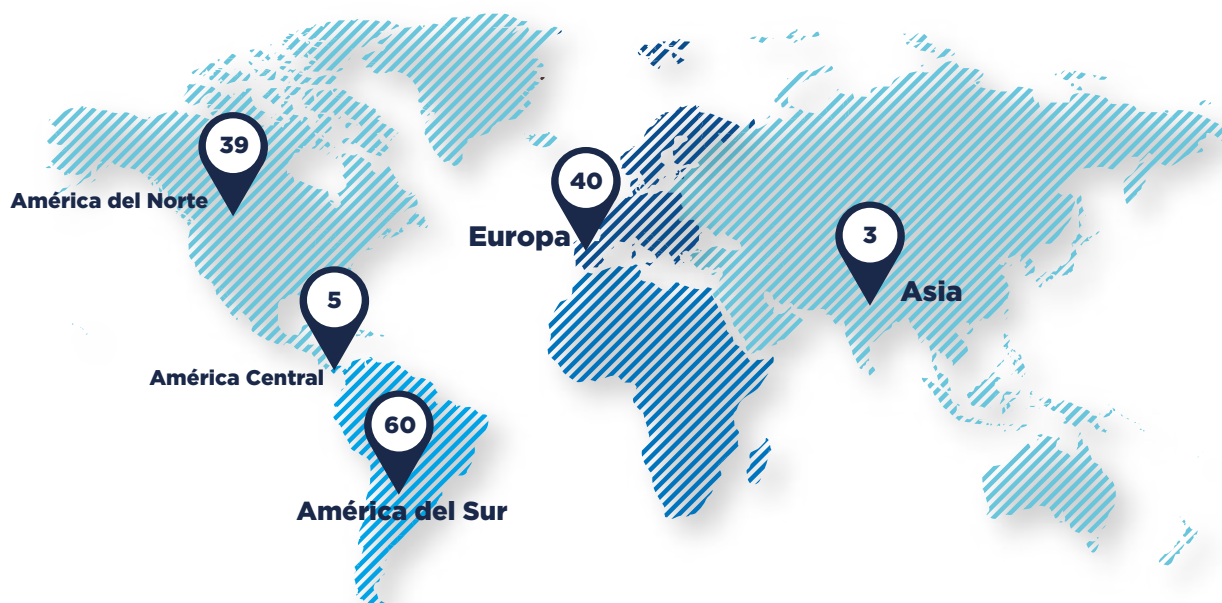 39
América del Norte
40
Europa
3
Asia
5
América Central
60
América del Sur